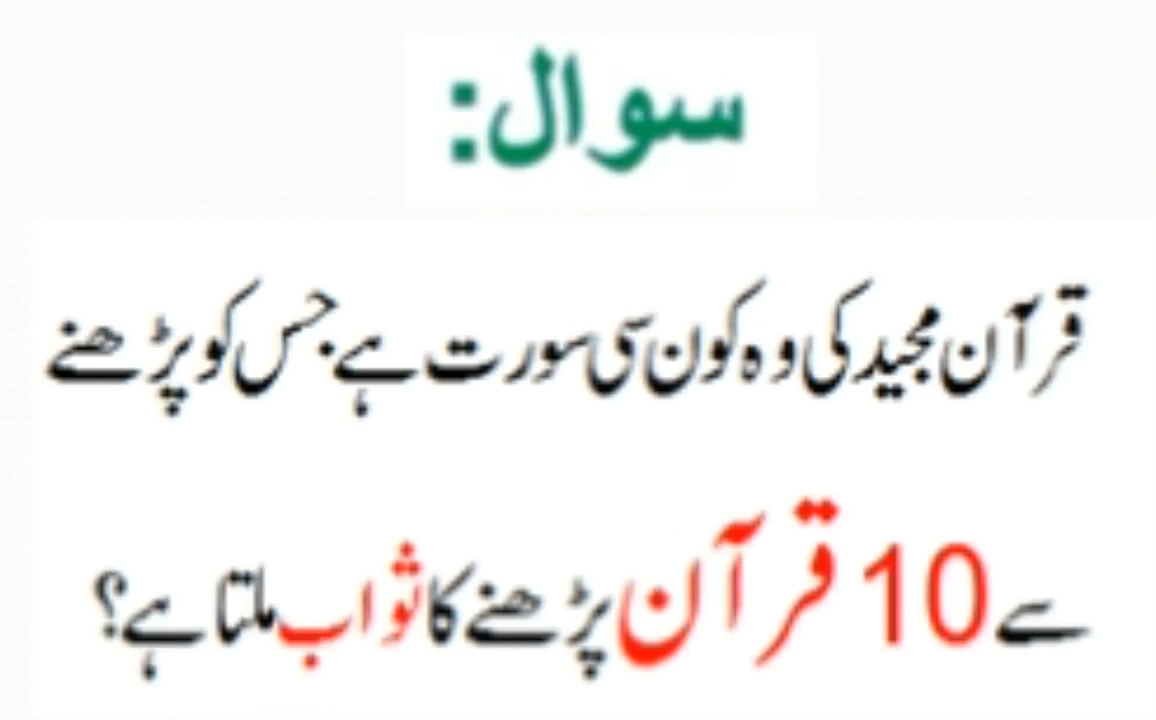 سوال:
قرآن مجید کی وہ کون سی سورت ہے جس کو پڑھنے
سے 10 قرآن پڑھنے کا ثواب ملتا ہے؟